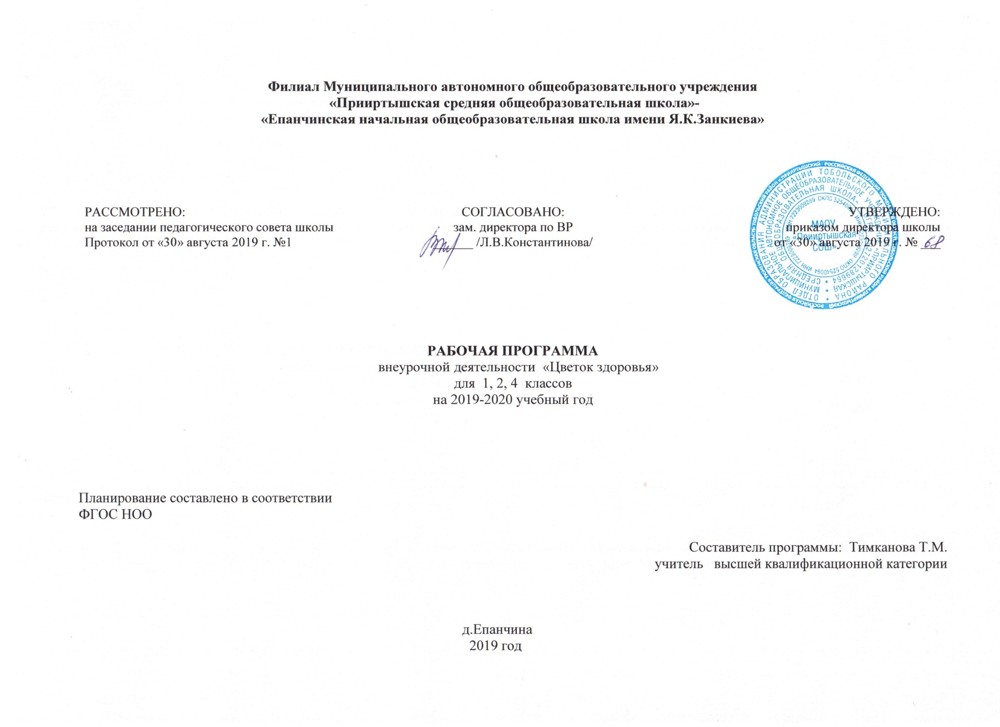 Филиал Муниципального автономного общеобразовательного учреждения
«Прииртышская средняя общеобразовательная школа»-
«Епанчинская начальная общеобразовательная школа имени Я.К.Занкиева»
РАССМОТРЕНО:
на заседании педагогического совета школы
Протокол от «30» августа 2019 г. №1
СОГЛАСОВАНО:
зам. директора по ВР
/Л.В.Константинова/
УТВЕРЖДЕНО:
приказом директора школы
от «30» августа 2019 г. № 68
ОТДЕЛ ОБРАЗОВАНИЯ АДМИНИСТРАЦИИ ТОБОЛЬСКОГО МУНИЦИПАЛЬНОГО РАЙОНА
МУНИЦИПАЛЬНОЕ АВТОНОМНОЕ ОБЩЕОБРАЗОВАТЕЛЬНОЕ УЧРЕЖДЕНИЕ «ПРИИРТЫШСКАЯ
СРЕДНЯЯ ОБЩЕОБРАЗОВАТЕЛЬНАЯ ШКОЛА»
МАОУ
«Прииртышская
СОШ»
РАБОЧАЯ ПРОГРАММА
внеурочной деятельности «Цветок здоровья»
для 1, 2, 4 классов
на 2019-2020 учебный год
Планирование составлено в соответствии
ФГОС НОО
Составитель программы: Тимканова Т.М.
учитель высшей квалификационной категории
д.Епанчина
2019 год